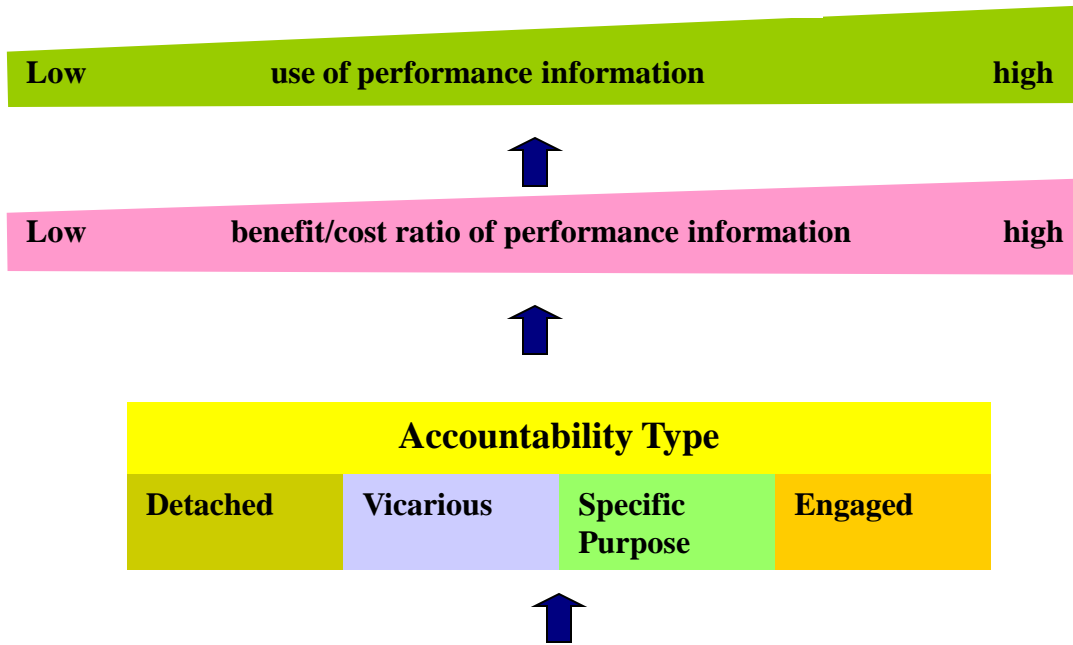 Low use of performance information high
Low benefit/cost ratio of performance information high
Accountability Type
Detached Vicarious Specific Purpose Engaged